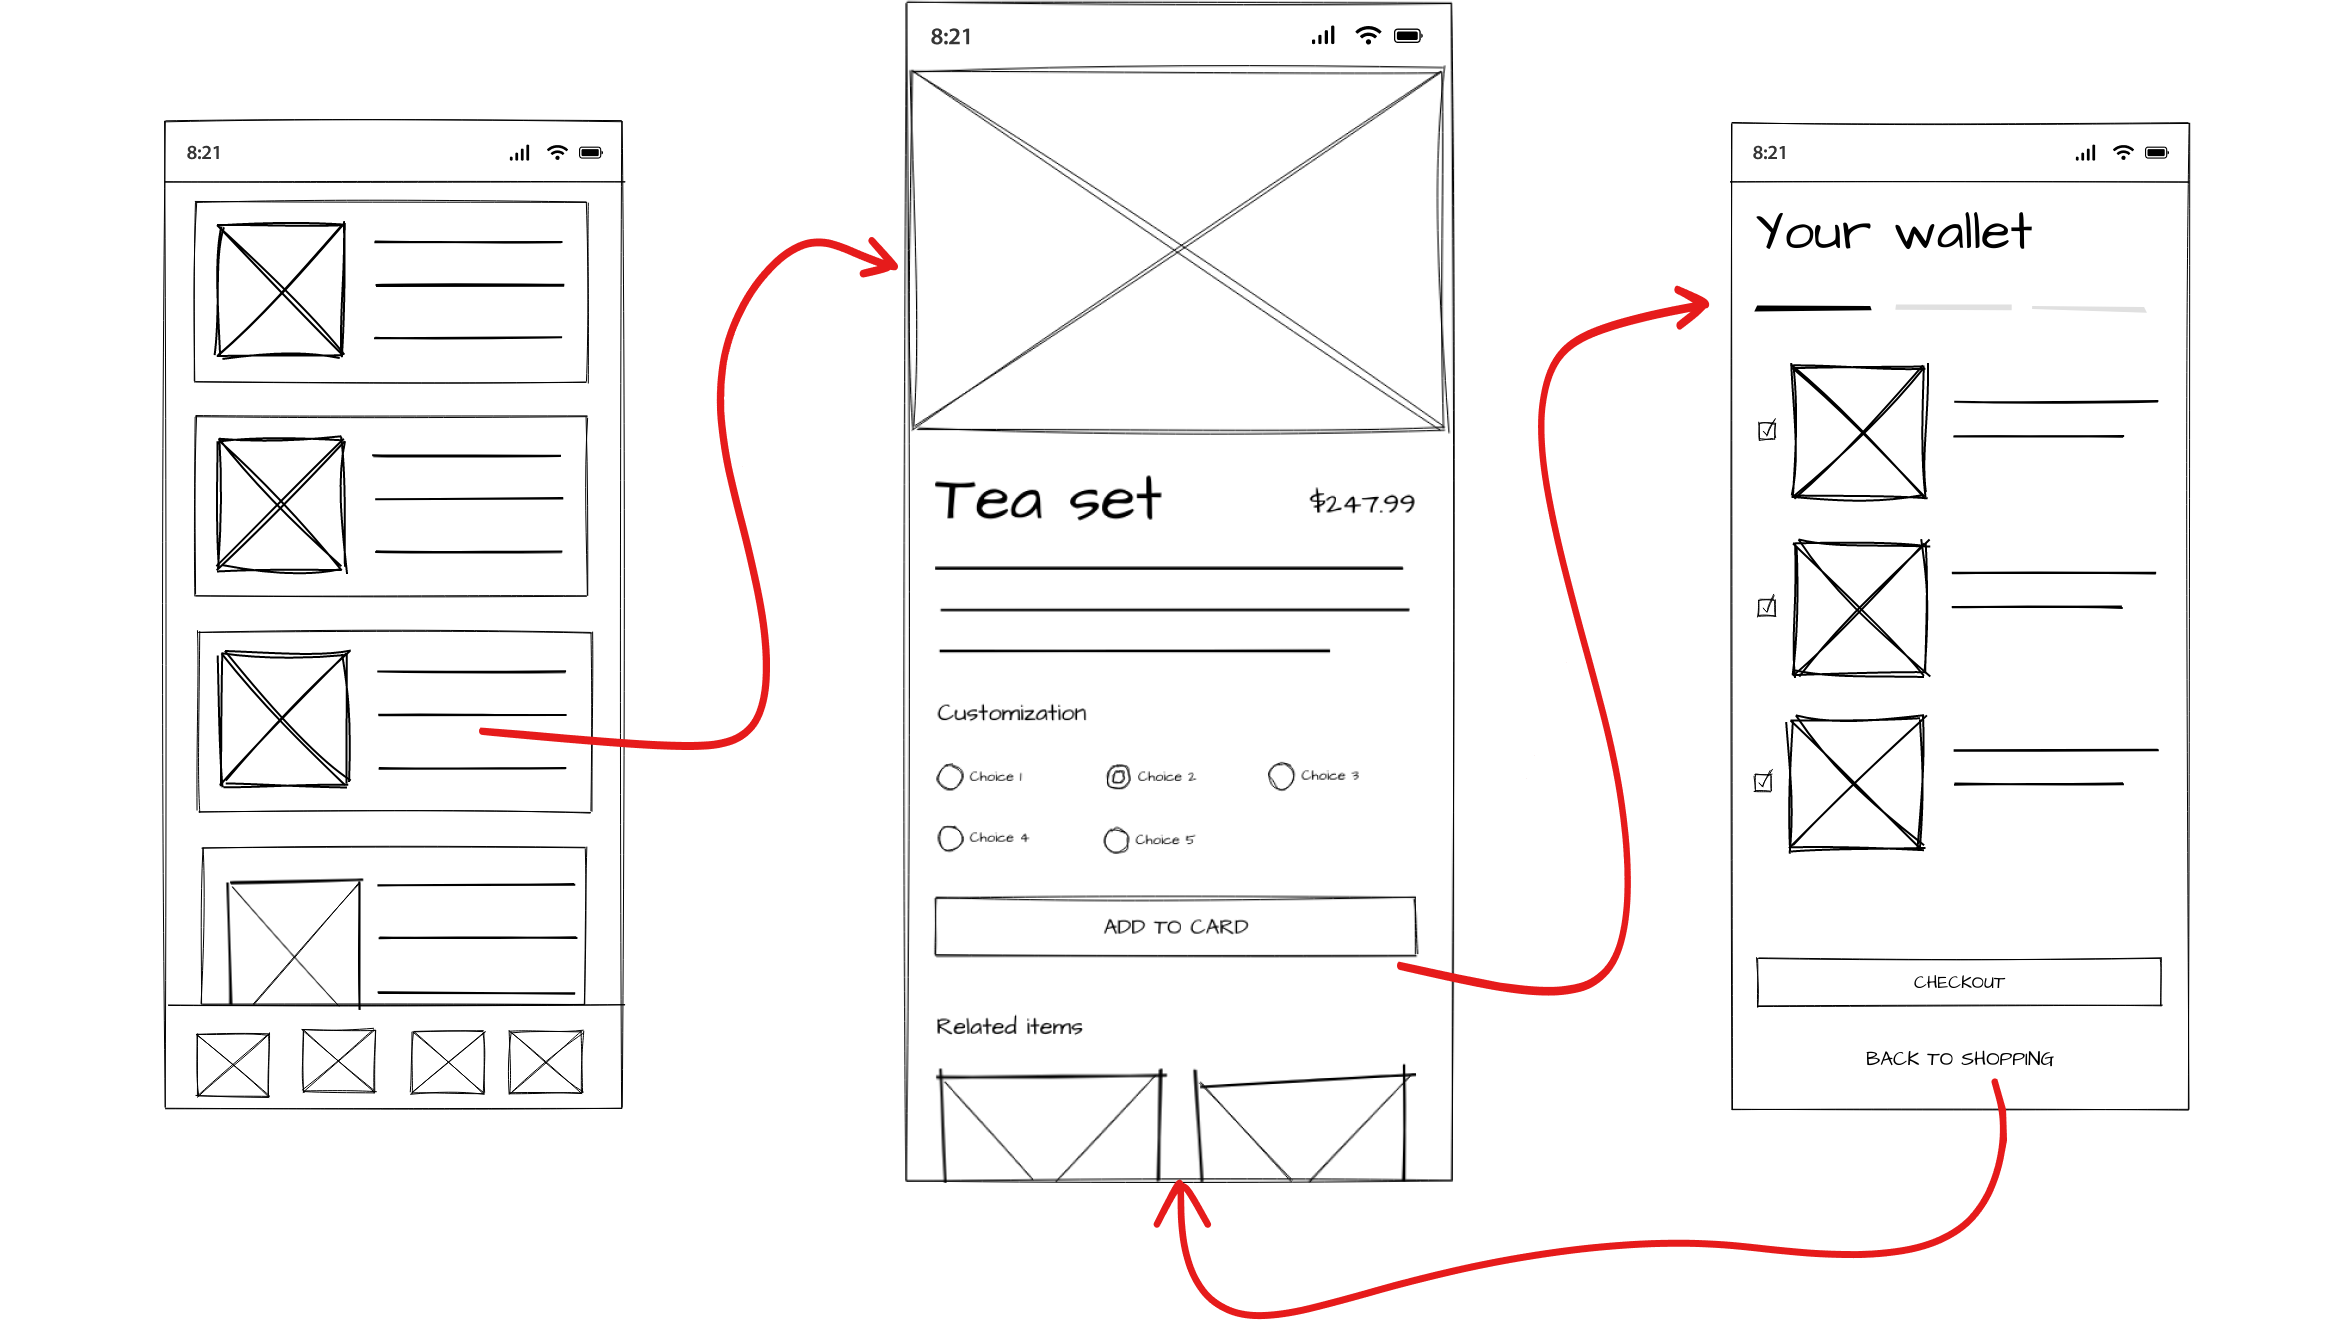 8:21
8:21
Tea set
$247.99
Customization
Choice 1
Choice 2
Choice 3
Choice 4
Choice 5
ADD TO CARD
Related items
8:21
Your wallet
CHECKOUT
BACK TO SHOPPING